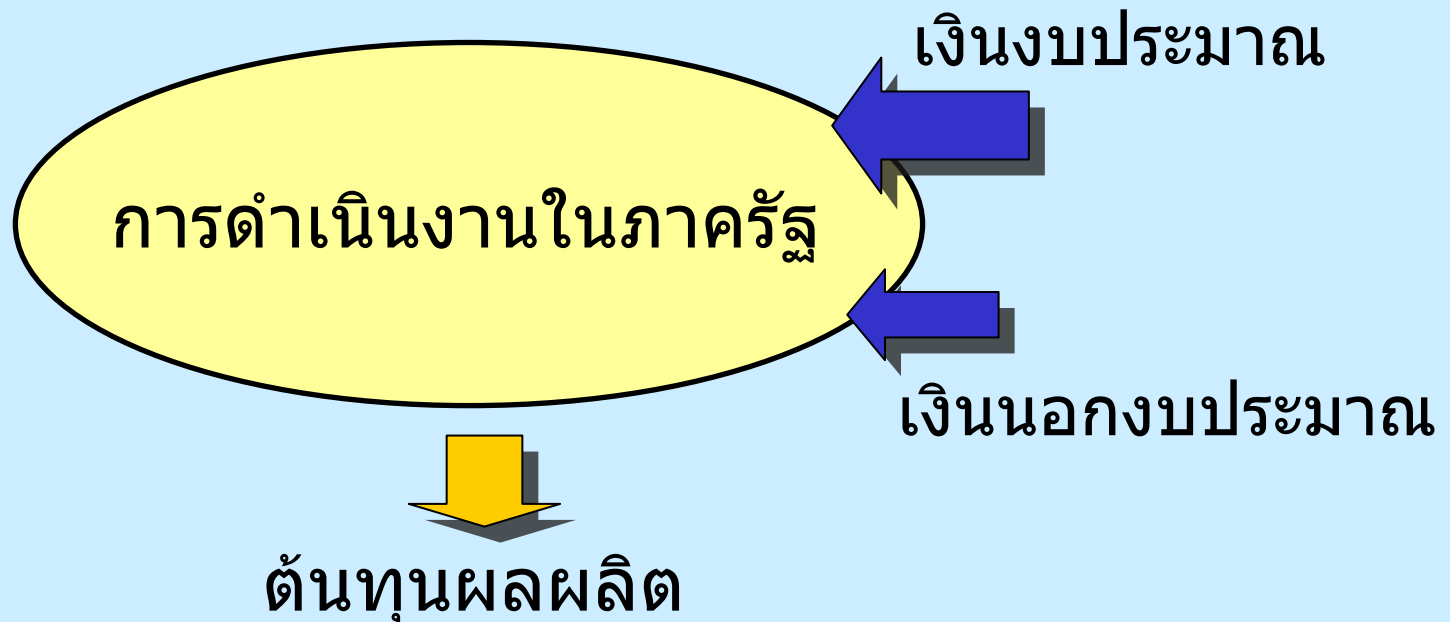 เงินงบประมาณ
การดำเนินงานในภาครัฐ
เงินนอกงบประมาณ
ต้นทุนผลผลิต